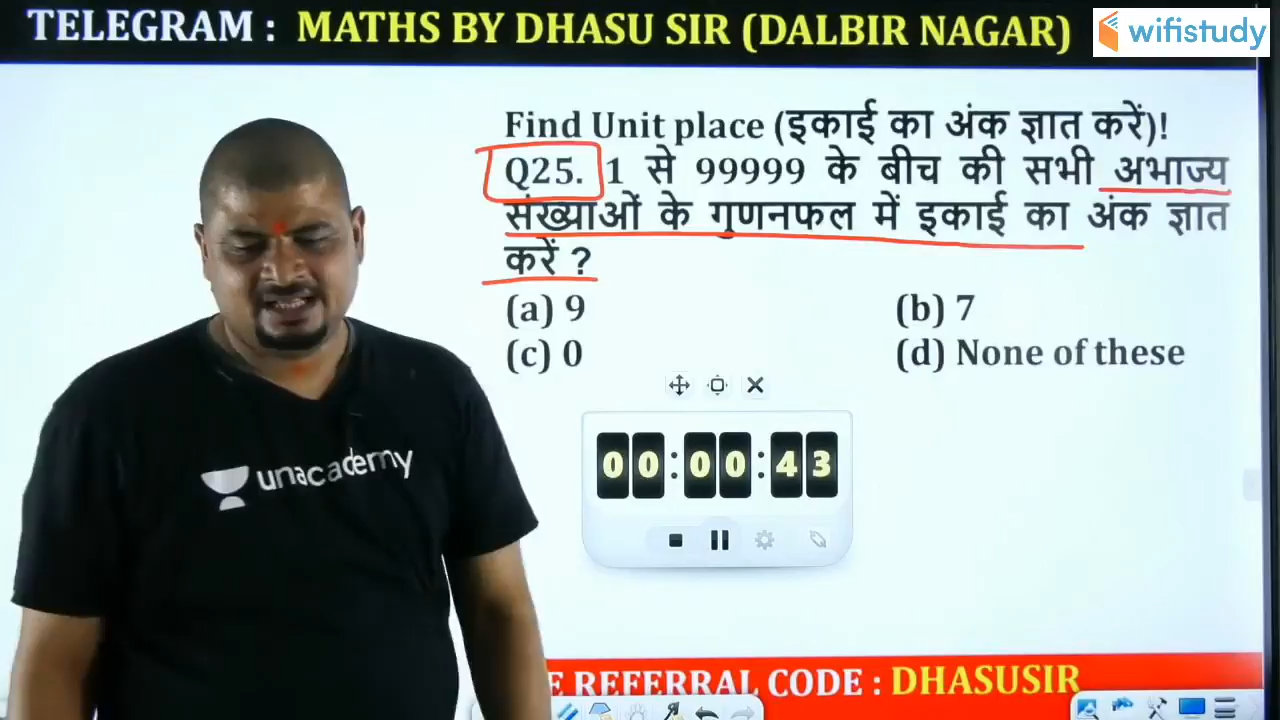 TELEGRAM : MATHS BY DHASU SIR (DALBIR NAGAR)
wifistudy
Find Unit place (इकाई का अंक ज्ञात करें)!
Q25. 1 से 99999 के बीच की सभी अभाज्य
संख्याओं के गुणनफल में इकाई का अंक ज्ञात
करें ?
(a) 9 (b) 7
(c) 0 (d) None of these
00:00:43
unacademy
E REFERRAL CODE : DHASUSIR